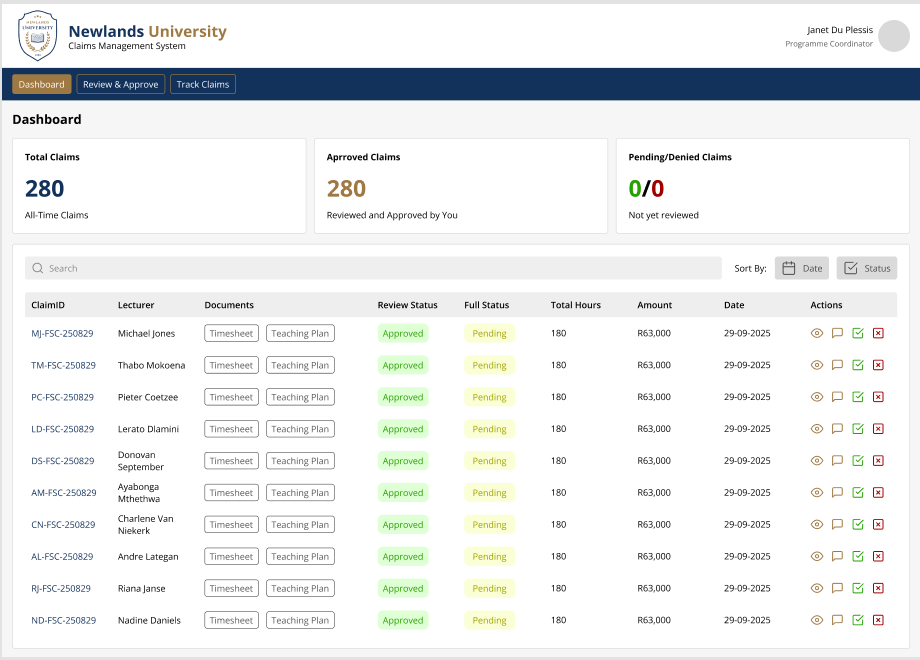 NEWLANDS
UNIVERSITY
Newlands University
Claims Management System
Janet Du Plessis
Programme Coordinator
Dashboard Review & Approve Track Claims
Dashboard
Total Claims
280
All-Time Claims
Approved Claims
280
Reviewed and Approved by You
Pending/Denied Claims
0/0
Not yet reviewed
Search
Sort By: Date Status
ClaimID Lecturer Documents Review Status Full Status Total Hours Amount Date Actions
MJ-FSC-250829 Michael Jones Timesheet Teaching Plan Approved Pending 180 R63,000 29-09-2025
TM-FSC-250829 Thabo Mokoena Timesheet Teaching Plan Approved Pending 180 R63,000 29-09-2025
PC-FSC-250829 Pieter Coetzee Timesheet Teaching Plan Approved Pending 180 R63,000 29-09-2025
LD-FSC-250829 Lerato Dlamini Timesheet Teaching Plan Approved Pending 180 R63,000 29-09-2025
DS-FSC-250829 Donovan September Timesheet Teaching Plan Approved Pending 180 R63,000 29-09-2025
AM-FSC-250829 Ayabonga Mthethwa Timesheet Teaching Plan Approved Pending 180 R63,000 29-09-2025
CN-FSC-250829 Charlene Van Niekerk Timesheet Teaching Plan Approved Pending 180 R63,000 29-09-2025
AL-FSC-250829 Andre Lategan Timesheet Teaching Plan Approved Pending 180 R63,000 29-09-2025
RJ-FSC-250829 Riana Janse Timesheet Teaching Plan Approved Pending 180 R63,000 29-09-2025
ND-FSC-250829 Nadine Daniels Timesheet Teaching Plan Approved Pending 180 R63,000 29-09-2025